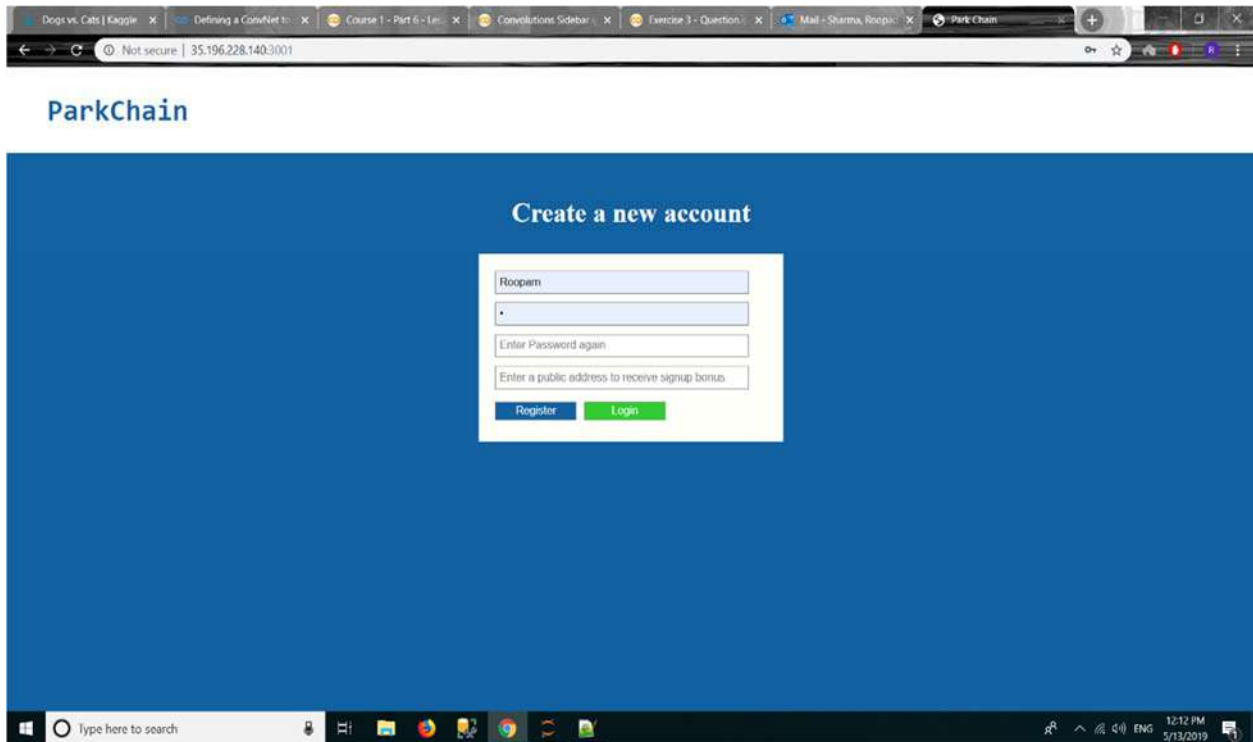 Dogs vs. Cats | Kaggle
Defining a ConvNet to
Course 1 - Part 6 - Les
Convolutions Sidebar
Exercise 3 - Question
Mail - Sharma, Roopa
Park Chain
Not secure | 35.196.228.140:3001
ParkChain
Create a new account
Roopam
Enter Password again
Enter a public address to receive signup bonus
Register Login
Type here to search
ENG
12:12 PM
5/13/2019